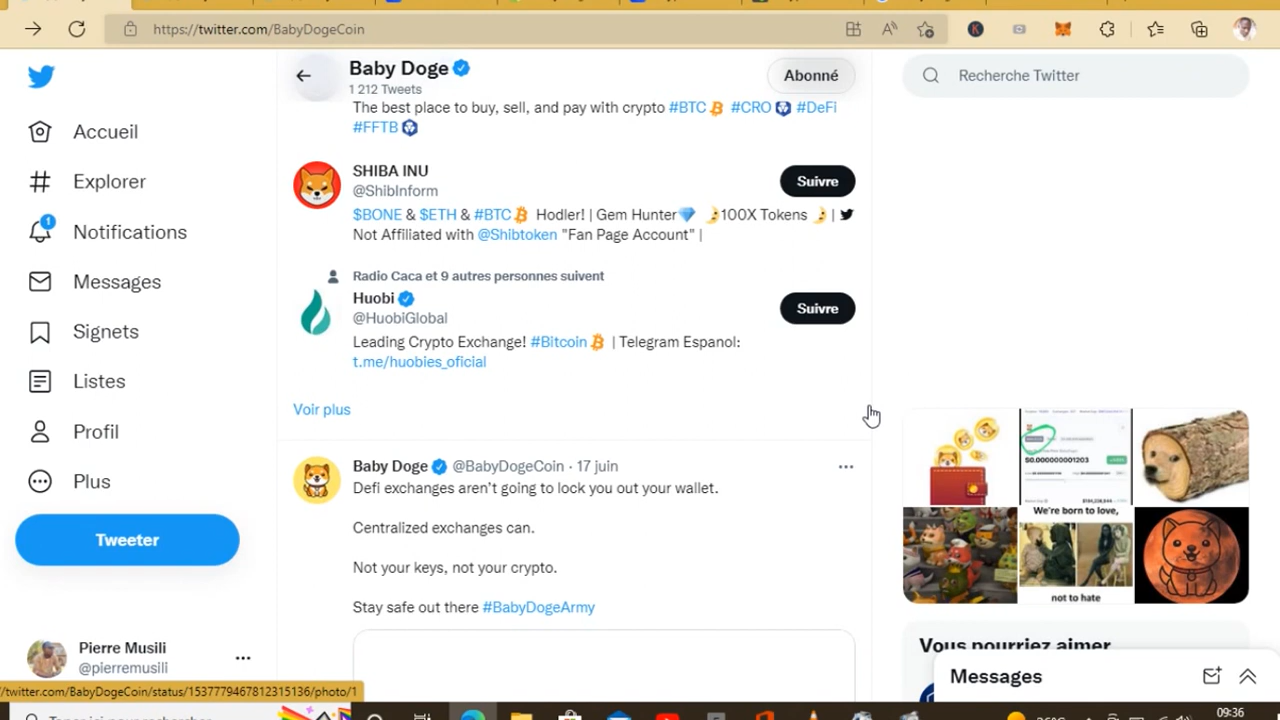 https://twitter.com/BabyDogeCoin
Accueil
Explorer
1
Notifications
Messages
Signets
Listes
Profil
Plus
Tweeter
Pierre Musili
@pierremusili
Baby Doge
1 212 Tweets
Abonné
The best place to buy, sell, and pay with crypto #BTC #CRO #DeFi
#FFTB
SHIBA INU
@ShibInform
Suivre
$BONE & $ETH & #BTC Hodler! | Gem Hunter 100X Tokens |
Not Affiliated with @Shibtoken "Fan Page Account" |
Radio Caca et 9 autres personnes suivent
Huobi
@HuobiGlobal
Suivre
Leading Crypto Exchange! #Bitcoin | Telegram Espanol:
t.me/huobies_oficial
Voir plus
Baby Doge @BabyDogeCoin · 17 juin
Defi exchanges aren't going to lock you out your wallet.
Centralized exchanges can.
Not your keys, not your crypto.
Stay safe out there #BabyDogeArmy
Recherche Twitter
$0.000000001203
We're born to love,
not to hate
Vous pourriez aimer
Messages
/twitter.com/BabyDogeCoin/status/1537779467812315136/photo/1
09:36